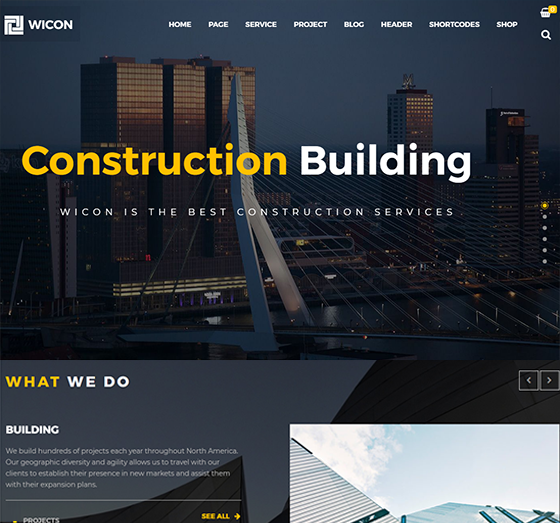 WICON
HOME PAGE SERVICE PROJECT BLOG HEADER SHORTCODES SHOP
Construction Building
WICON IS THE BEST CONSTRUCTION SERVICES
WHAT WE DO
BUILDING
We build hundreds of projects each year throughout North America.
Our geographic diversity and agility allows us to travel with our
clients to establish their presence in new markets and assist them
with their expansion plans.
SEE ALL
PROJECTS